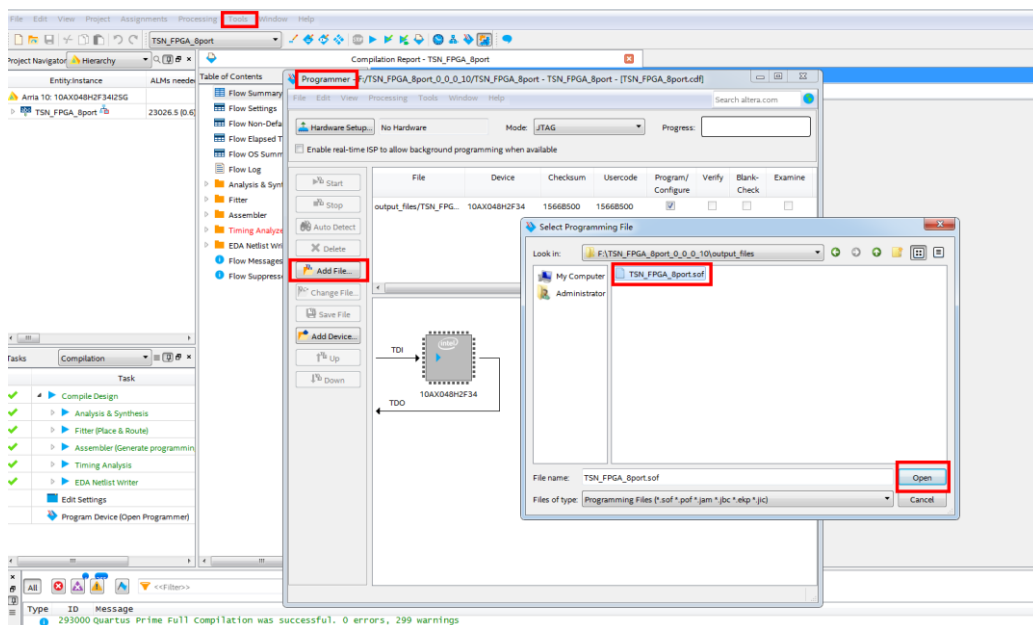 File Edit View Project Assignments Processing Tools Window Help
TSN_FPGA_8port
Project Navigator Hierarchy
Entity:Instance ALMs neede
Arria 10: 10AX048H2F34I2SG
TSN_FPGA_8port 23026.5 (0.6)
Compilation Report - TSN_FPGA_8port
Table of Contents
Flow Summary
Flow Settings
Flow Non-Defa
Flow Elapsed T
Flow OS Summ
Flow Log
Analysis & Synt
Fitter
Assembler
Timing Analyze
EDA Netlist Wri
Flow Messages
Flow Suppresse
Programmer - F:/TSN_FPGA_8port_0_0_0_10/TSN_FPGA_8port - TSN_FPGA_8port - [TSN_FPGA_8port.cdf]
File Edit View Processing Tools Window Help
Search altera.com
Hardware Setup... No Hardware Mode: JTAG Progress:
Enable real-time ISP to allow background programming when available
Start
Stop
Auto Detect
Delete
Add File...
Change File...
Save File
Add Device...
Up
Down
File Device Checksum Usercode Program/Configure Verify Blank-Check Examine
output_files/TSN_FPG... 10AX048H2F34 1566B500 1566B500
TDI
intel
10AX048H2F34
TDO
Select Programming File
Look in: F:\TSN_FPGA_8port_0_0_0_10\output_files
My Computer
Administrator
TSN_FPGA_8port.sof
File name: TSN_FPGA_8port.sof
Open
Files of type: Programming Files (*.sof *.pof *.jam *.jbc *.ekp *.jic)
Cancel
Tasks Compilation
Task
Compile Design
Analysis & Synthesis
Fitter (Place & Route)
Assembler (Generate programmin
Timing Analysis
EDA Netlist Writer
Edit Settings
Program Device (Open Programmer)
All <<Filter>>
Type ID Message
293000 Quartus Prime Full Compilation was successful. 0 errors, 299 warnings